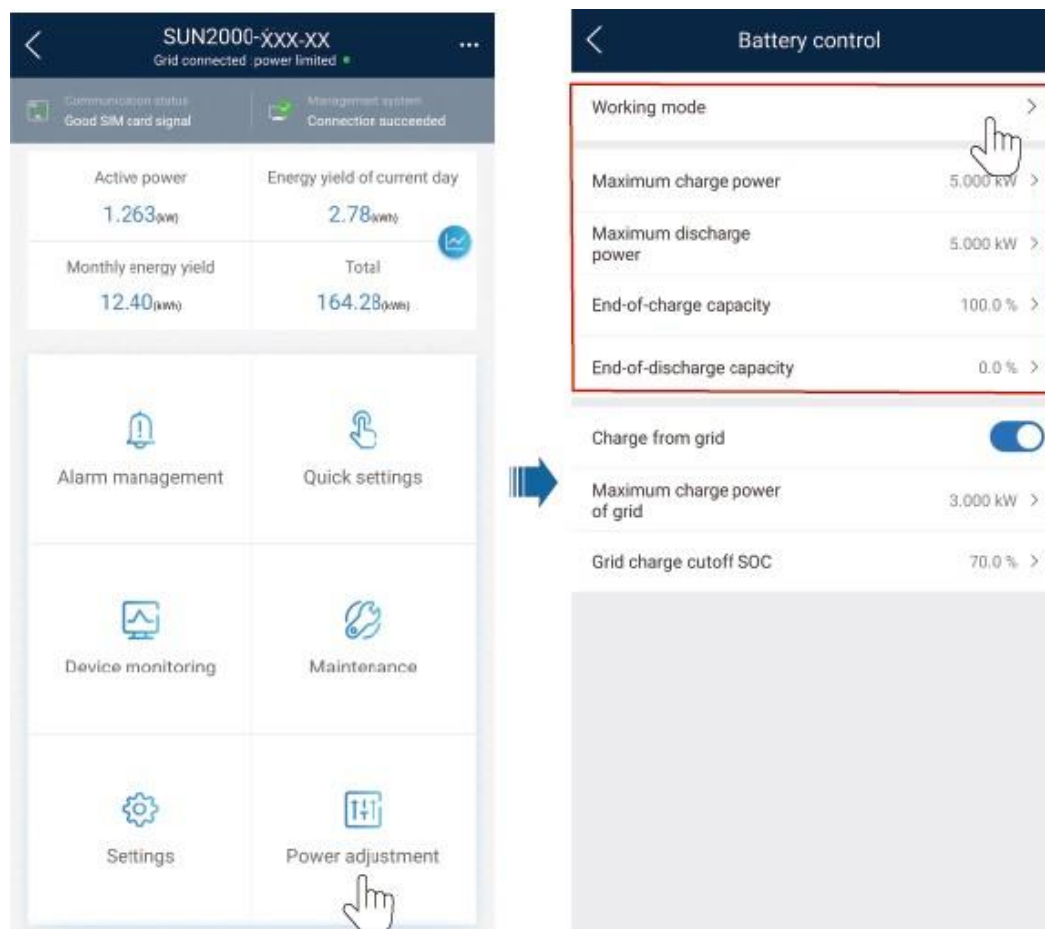 SUN2000-XXX-XX
Grid connected :power limited
Communication status
Good SIM card signal
Management system
Connection succeeded
Active power
1.263(kW)
Energy yield of current day
2.78(kWh)
Monthly energy yield
12.40(kWh)
Total
164.28(kWh)
Alarm management
Quick settings
Device monitoring
Maintenance
Settings
Power adjustment
Battery control
Working mode
Maximum charge power
5.000 kW
Maximum discharge
power
5.000 kW
End-of-charge capacity
100.0 %
End-of-discharge capacity
0.0 %
Charge from grid
Maximum charge power
of grid
3.000 kW
Grid charge cutoff SOC
70.0 %